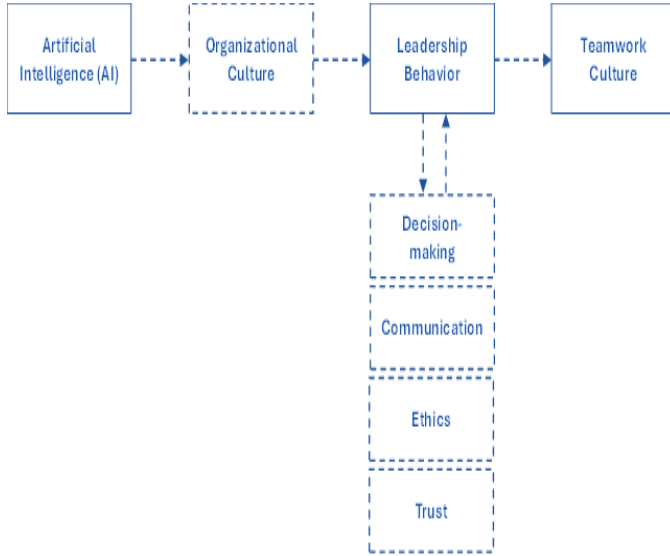 Artificial
Intelligence (AI)
Organizational
Culture
Leadership
Behavior
Teamwork
Culture
Decision-
making
Communication
Ethics
Trust